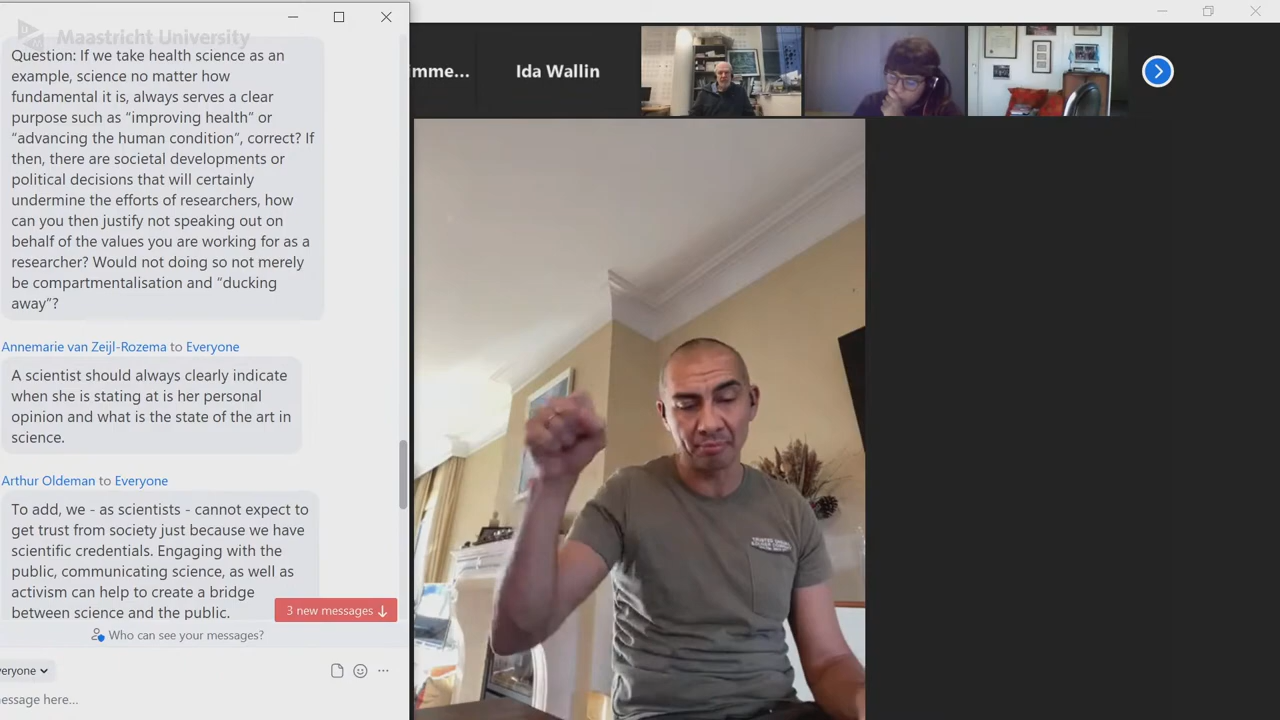 Maastricht University
Question: If we take health science as an
example, science no matter how
fundamental it is, always serves a clear
purpose such as “improving health” or
“advancing the human condition”, correct? If
then, there are societal developments or
political decisions that will certainly
undermine the efforts of researchers, how
can you then justify not speaking out on
behalf of the values you are working for as a
researcher? Would not doing so not merely
be compartmentalisation and “ducking
away”?
Annemarie van Zeijl-Rozema to Everyone
A scientist should always clearly indicate
when she is stating at is her personal
opinion and what is the state of the art in
science.
Arthur Oldeman to Everyone
To add, we - as scientists - cannot expect to
get trust from society just because we have
scientific credentials. Engaging with the
public, communicating science, as well as
activism can help to create a bridge
between science and the public.
3 new messages
Who can see your messages?
eryone
essage here...
imme...
Ida Wallin